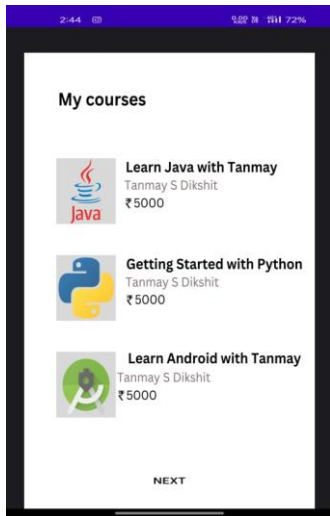 2:44 72%
My courses
Learn Java with Tanmay
Tanmay S Dikshit
₹5000
Java
Getting Started with Python
Tanmay S Dikshit
₹5000
Learn Android with Tanmay
Tanmay S Dikshit
₹5000
NEXT